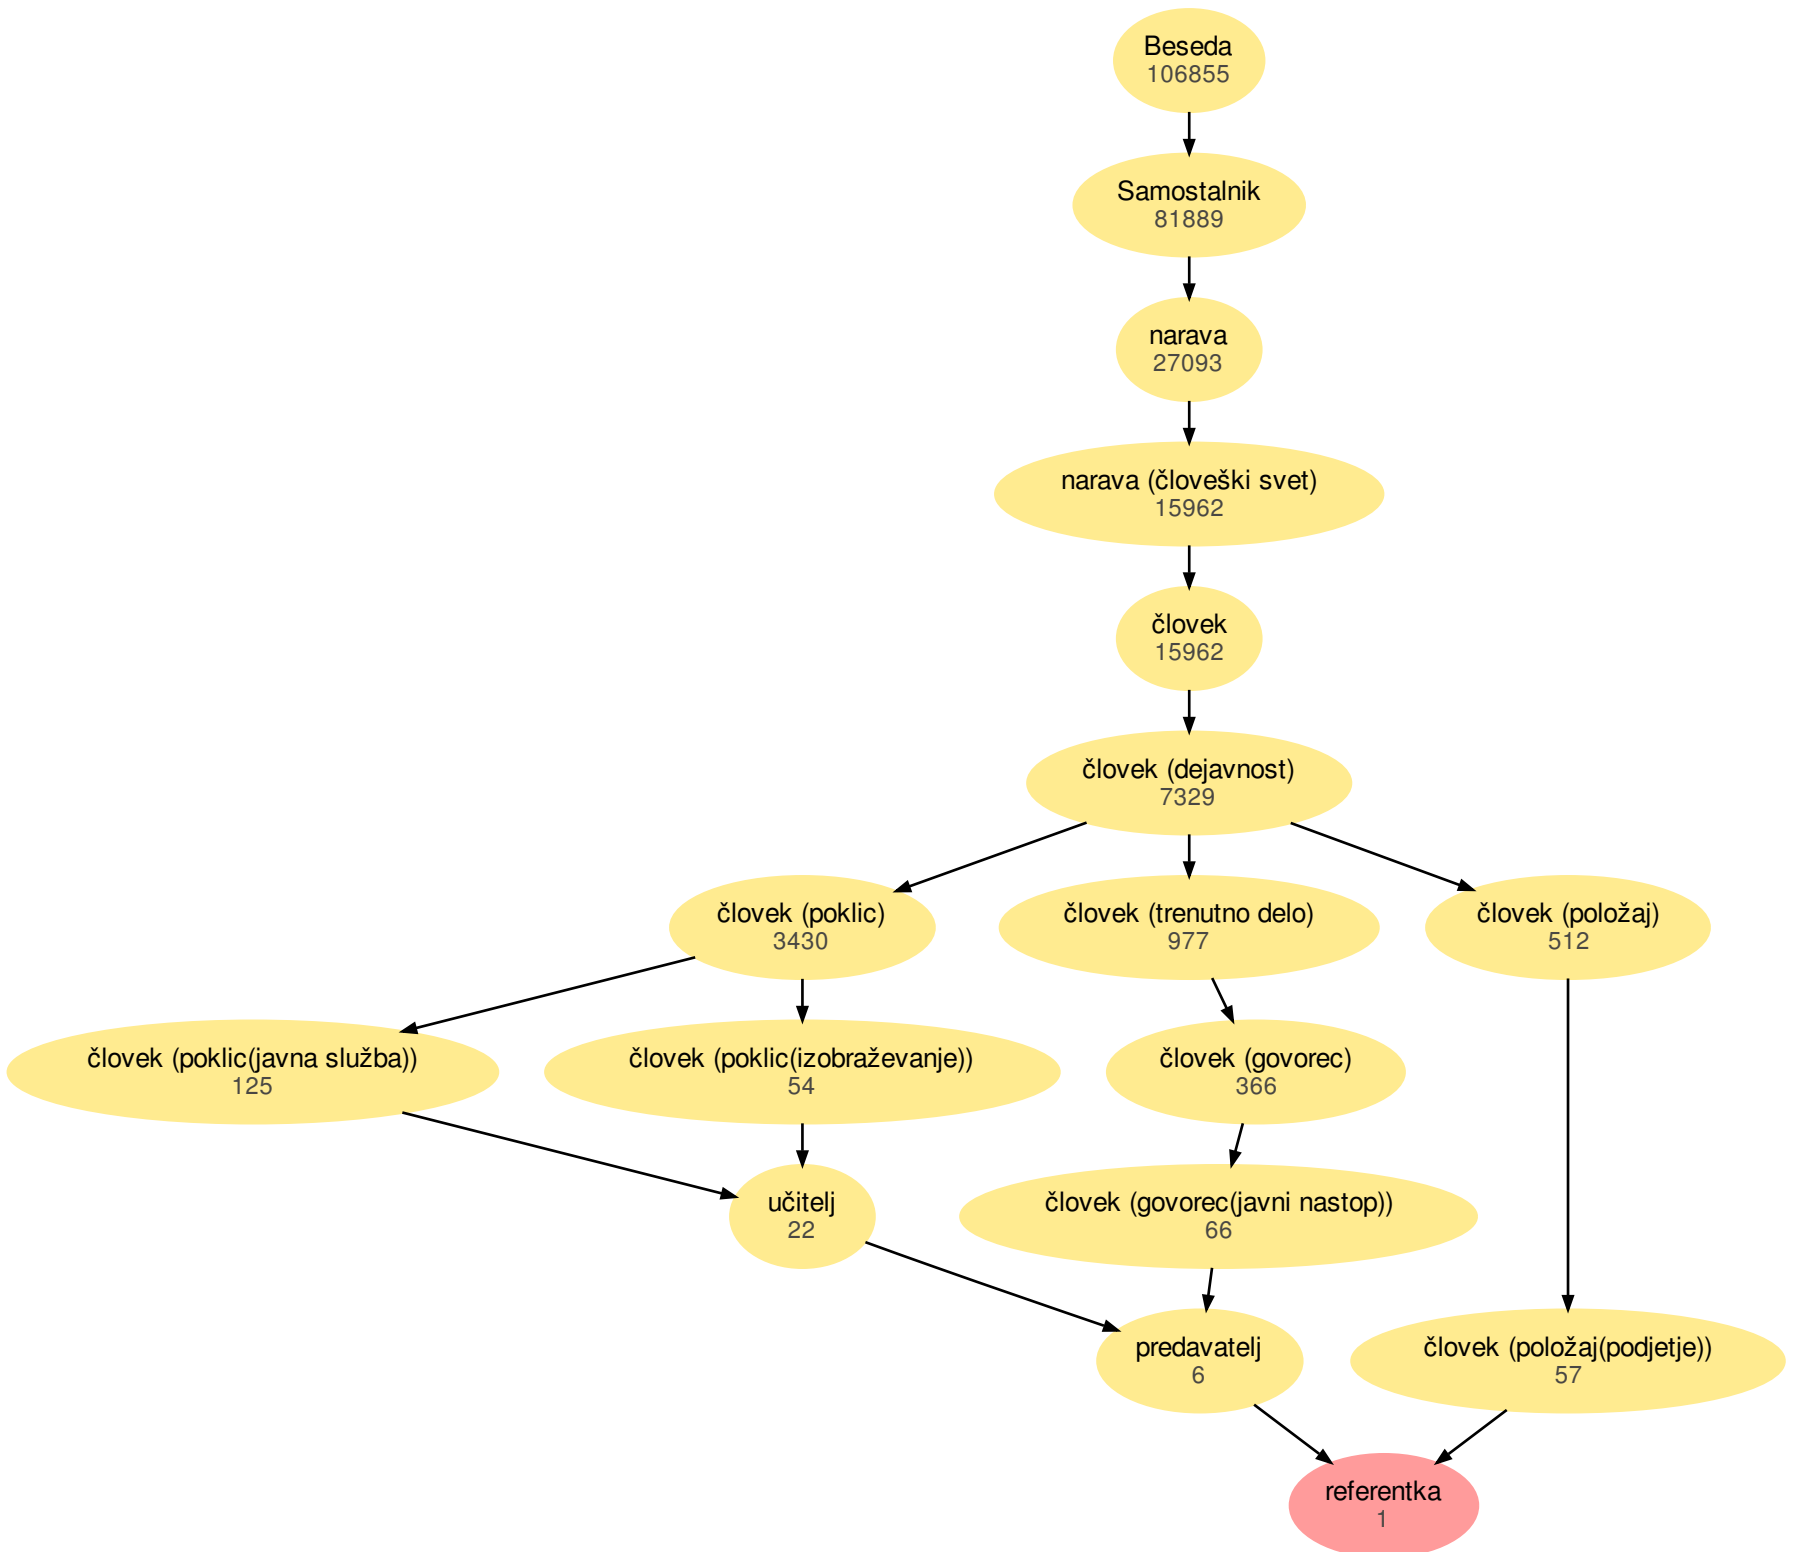 Beseda
106855
Samostalnik
81889
narava
27093
narava (človeški svet)
15962
človek
15962
človek (dejavnost)
7329
človek (poklic)
3430
človek (trenutno delo)
977
človek (položaj)
512
človek (poklic(javna služba))
125
človek (poklic(izobraževanje))
54
človek (govorec)
366
učitelj
22
človek (govorec(javni nastop))
66
predavatelj
6
človek (položaj(podjetje))
57
referentka
1